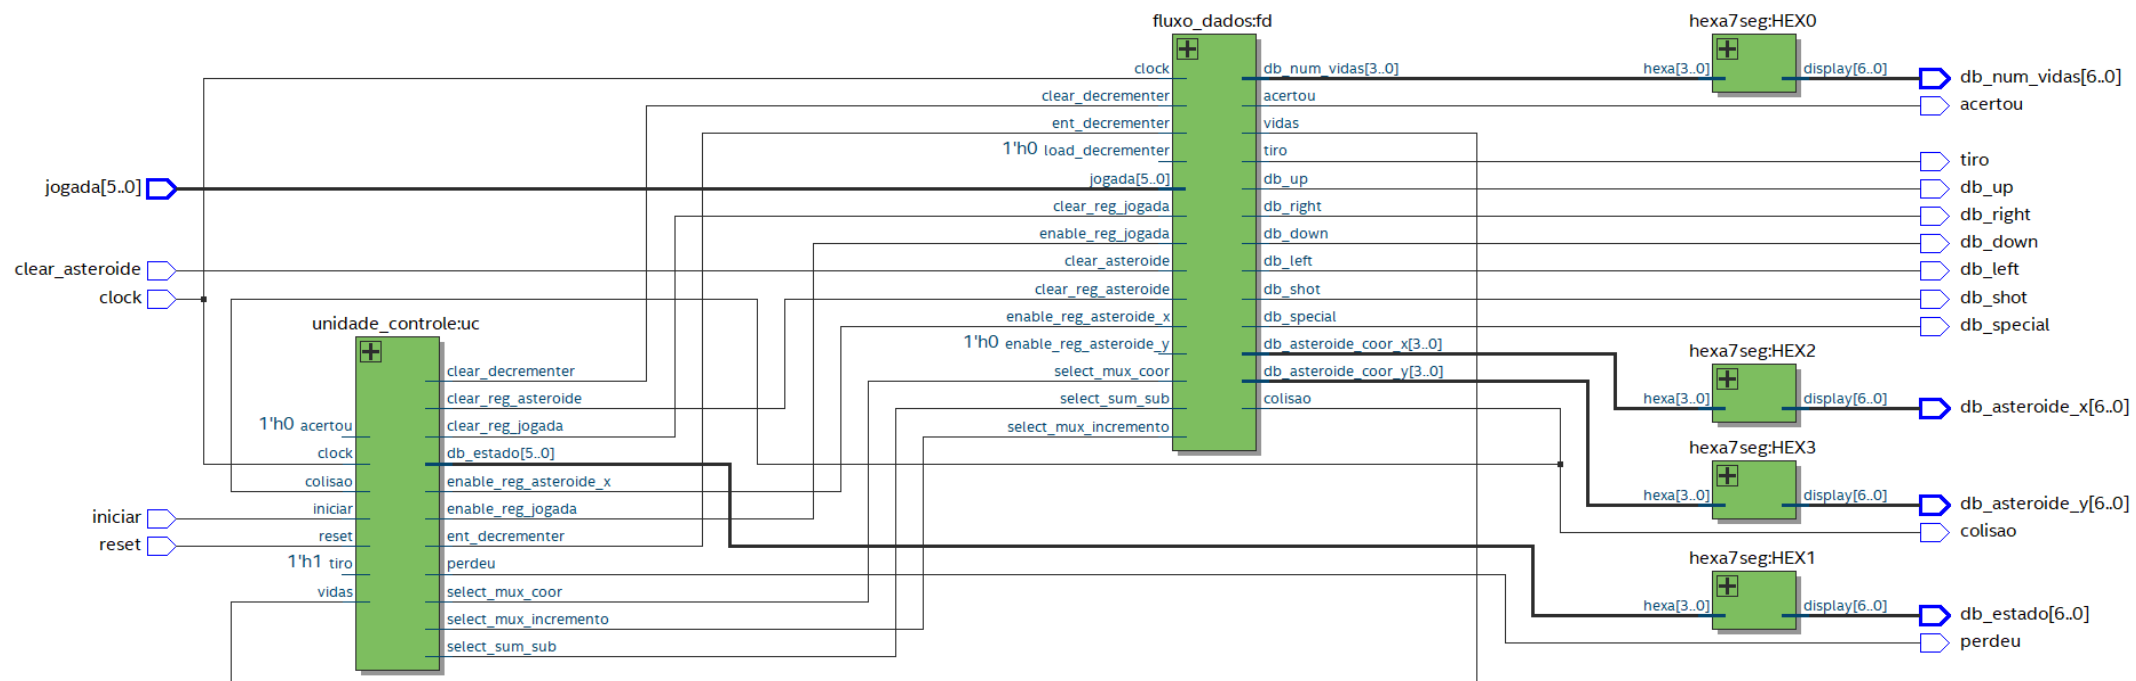 fluxo_dados:fd
hexa7seg:HEX0
clock
db_num_vidas[3..0]
hexa[3..0]
display[6..0]
db_num_vidas[6..0]
clear_decrementer
acertou
acertou
ent_decrementer
vidas
1'h0 load_decrementer
tiro
tiro
jogada[5..0]
jogada[5..0]
db_up
db_up
clear_reg_jogada
db_right
db_right
enable_reg_jogada
db_down
db_down
clear_asteroide
clear_asteroide
db_left
db_left
clock
clear_reg_asteroide
db_shot
db_shot
unidade_controle:uc
enable_reg_asteroide_x
db_special
db_special
1'h0 enable_reg_asteroide_y
db_asteroide_coor_x[3..0]
hexa7seg:HEX2
select_mux_coor
db_asteroide_coor_y[3..0]
clear_decrementer
select_sum_sub
colisao
hexa[3..0]
display[6..0]
db_asteroide_x[6..0]
clear_reg_asteroide
1'h0 acertou
clear_reg_jogada
select_mux_incremento
hexa7seg:HEX3
clock
db_estado[5..0]
colisao
enable_reg_asteroide_x
hexa[3..0]
display[6..0]
db_asteroide_y[6..0]
iniciar
iniciar
enable_reg_jogada
colisao
reset
reset
ent_decrementer
hexa7seg:HEX1
1'h1 tiro
perdeu
vidas
select_mux_coor
hexa[3..0]
display[6..0]
db_estado[6..0]
select_mux_incremento
perdeu
select_sum_sub